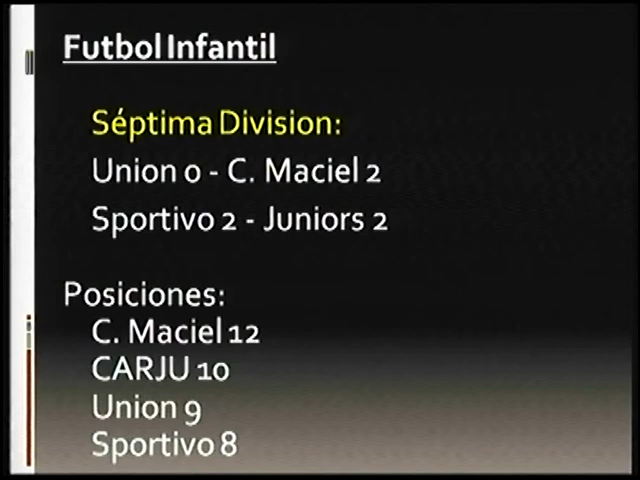 Futbol Infantil
Séptima Division:
Union 0 - C. Maciel 2
Sportivo 2 - Juniors 2
Posiciones:
C. Maciel 12
CARJU 10
Union 9
Sportivo 8